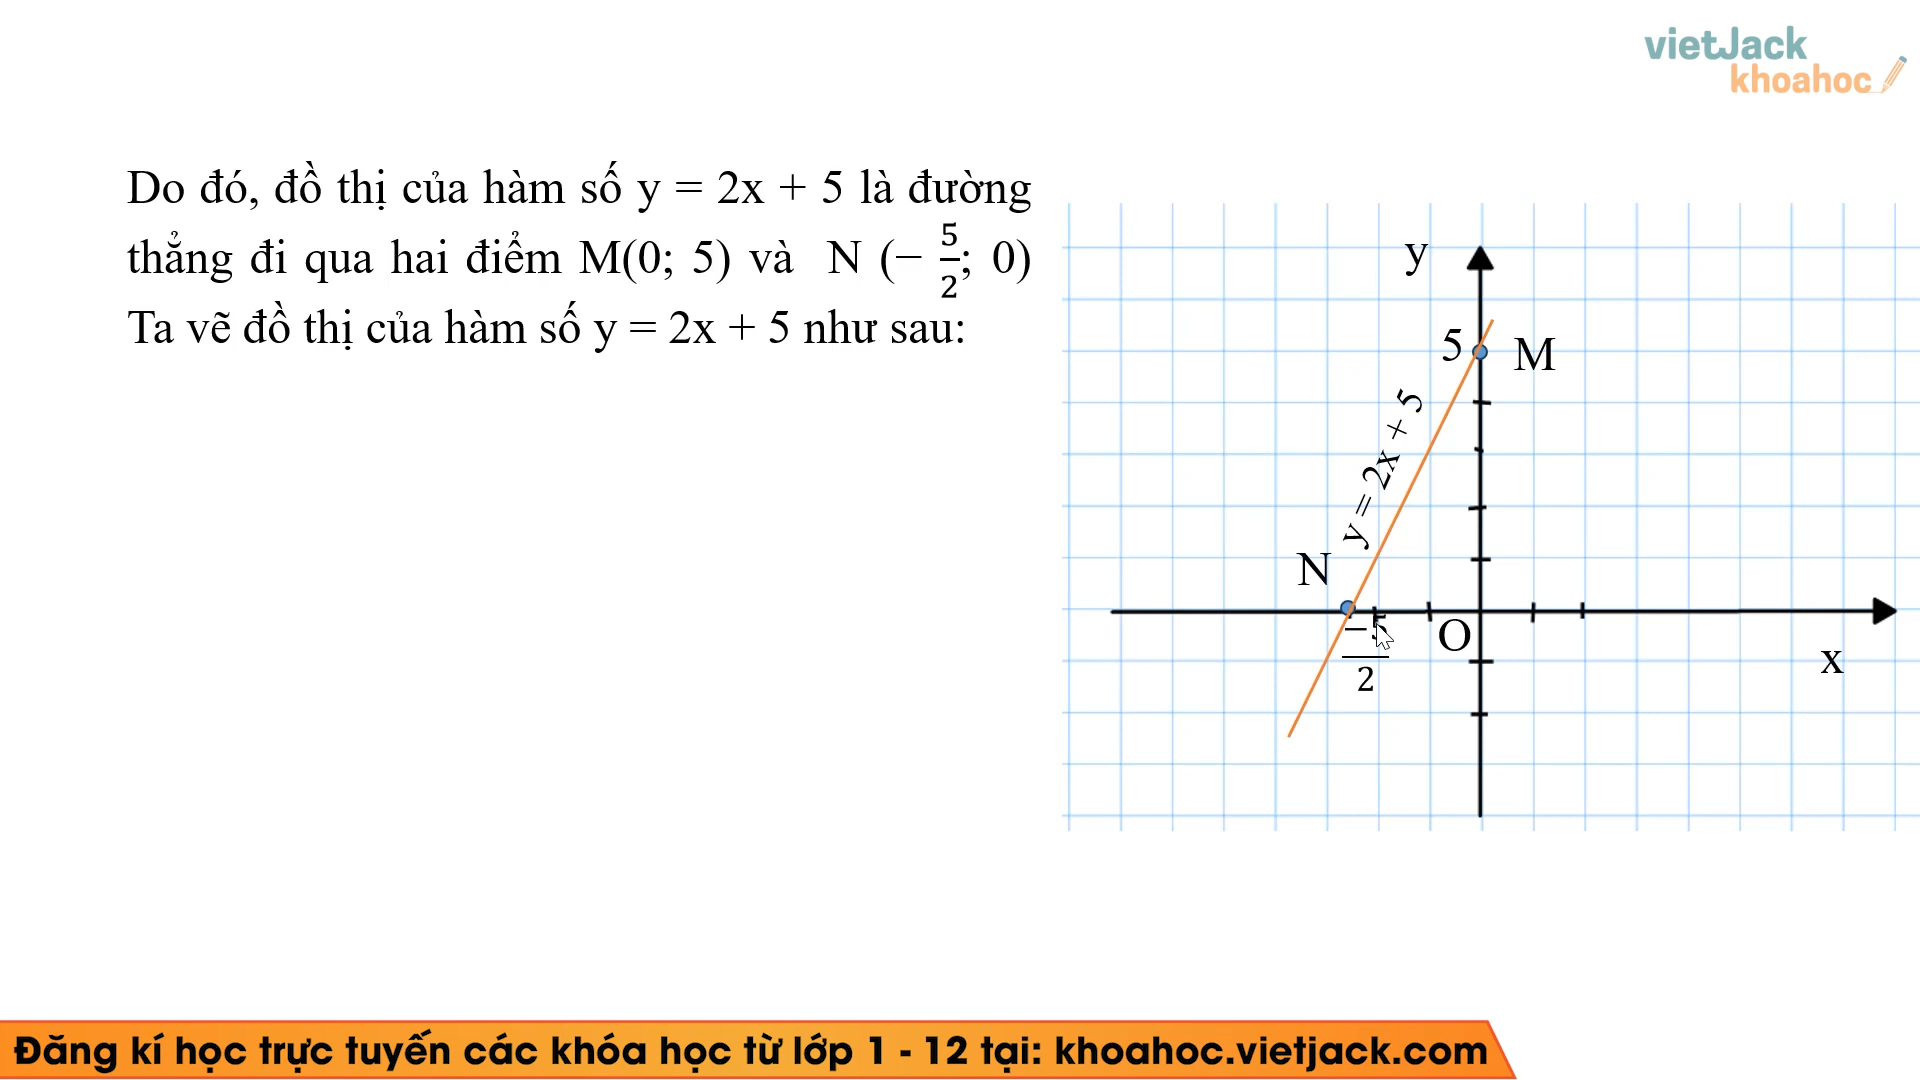 vietJack
khoahoc
Do đó, đồ thị của hàm số y = 2x + 5 là đường
thẳng đi qua hai điểm M(0; 5) và N (− 5/2; 0)
Ta vẽ đồ thị của hàm số y = 2x + 5 như sau:
y
5 M
y = 2x + 5
N
−5/2
O
x
Đăng kí học trực tuyến các khóa học từ lớp 1 - 12 tại: khoahoc.vietjack.com